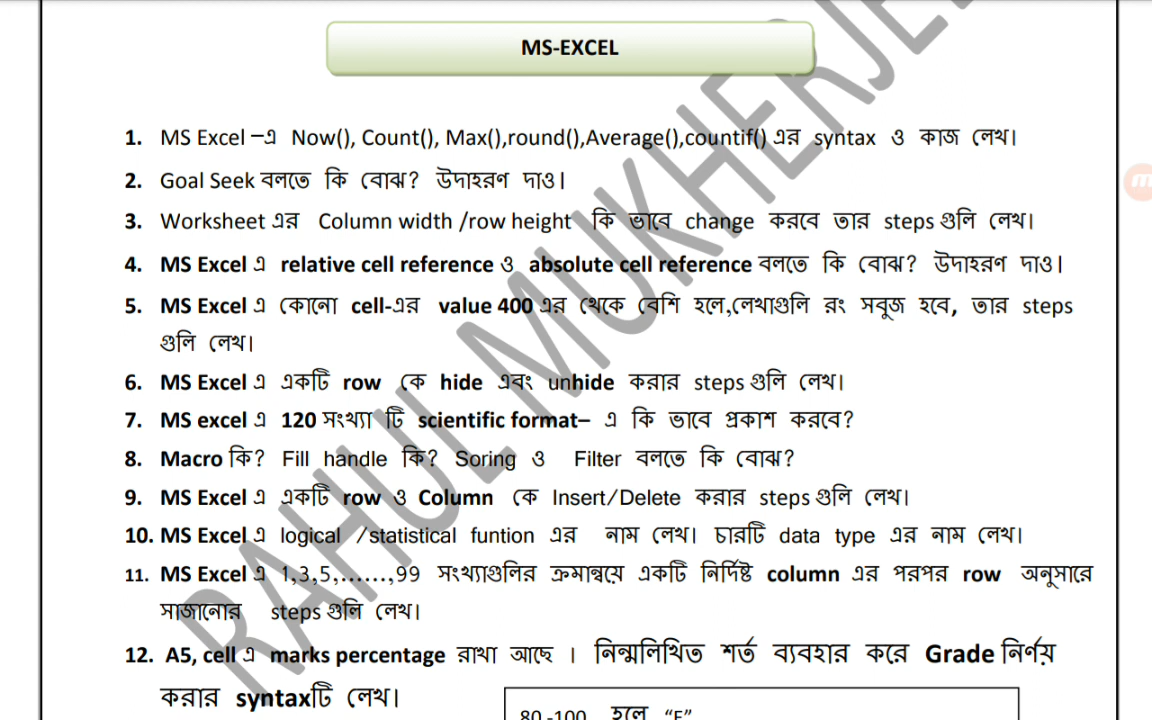 MS-EXCEL
1. MS Excel –এ Now(), Count(), Max(),round(),Average(),countif() এর syntax ও কাজ লেখ।
2. Goal Seek বলতে কি বোঝ? উদাহরণ দাও।
3. Worksheet এর Column width /row height কি ভাবে change করবে তার steps গুলি লেখ।
4. MS Excel এ relative cell reference ও absolute cell reference বলতে কি বোঝ? উদাহরণ দাও।
5. MS Excel এ কোনো cell-এর value 400 এর থেকে বেশি হলে,লেখাগুলি রং সবুজ হবে, তার steps
গুলি লেখ।
6. MS Excel এ একটি row কে hide এবং unhide করার steps গুলি লেখ।
7. MS excel এ 120 সংখ্যা টি scientific format– এ কি ভাবে প্রকাশ করবে?
8. Macro কি? Fill handle কি? Soring ও Filter বলতে কি বোঝ?
9. MS Excel এ একটি row ও Column কে Insert/Delete করার steps গুলি লেখ।
10. MS Excel এ logical /statistical funtion এর নাম লেখ। চারটি data type এর নাম লেখ।
11. MS Excel এ 1,3,5,......,99 সংখ্যাগুলির ক্রমান্বয়ে একটি নির্দিষ্ট column এর পরপর row অনুসারে
সাজানোর steps গুলি লেখ।
12. A5, cell এ marks percentage রাখা আছে । নিন্মলিখিত শর্ত ব্যবহার করে Grade নির্ণয়
করার syntaxটি লেখ।
80 -100 হলে “E”
RAHUL MUKHERJEE